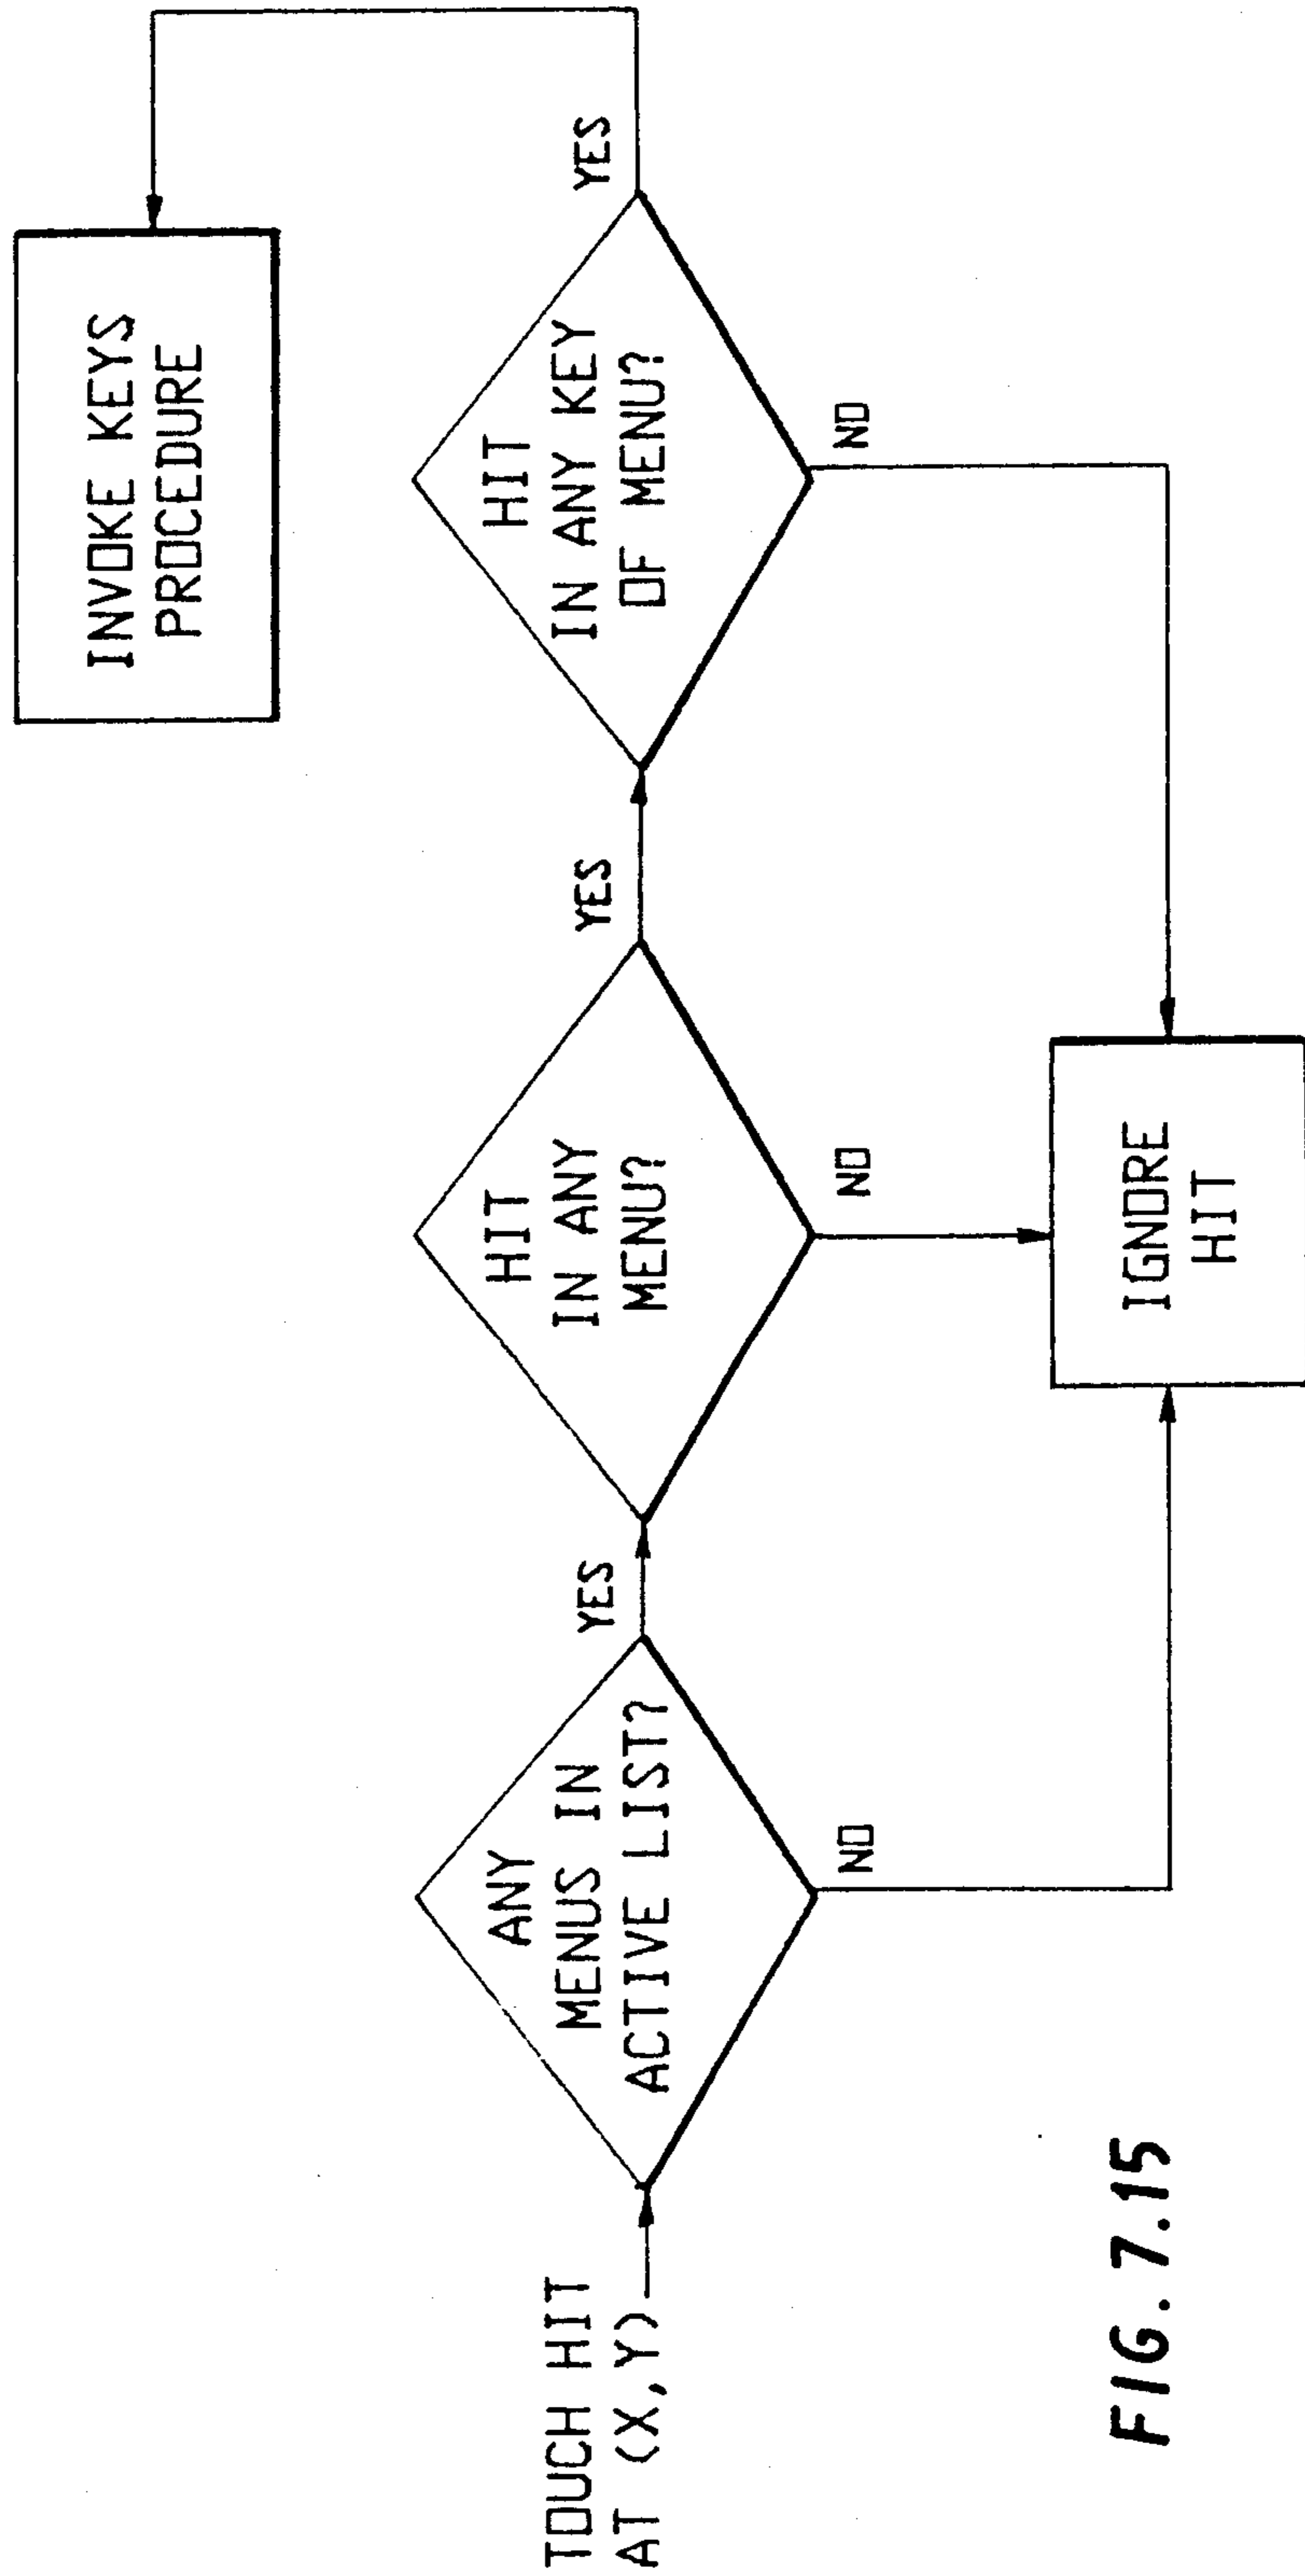 TOUCH HIT
AT (X,Y)
ANY
MENUS IN
ACTIVE LIST?
YES
NO
HIT
IN ANY
MENU?
YES
NO
HIT
IN ANY KEY
OF MENU?
YES
NO
INVOKE KEYS
PROCEDURE
IGNORE
HIT
FIG. 7.15